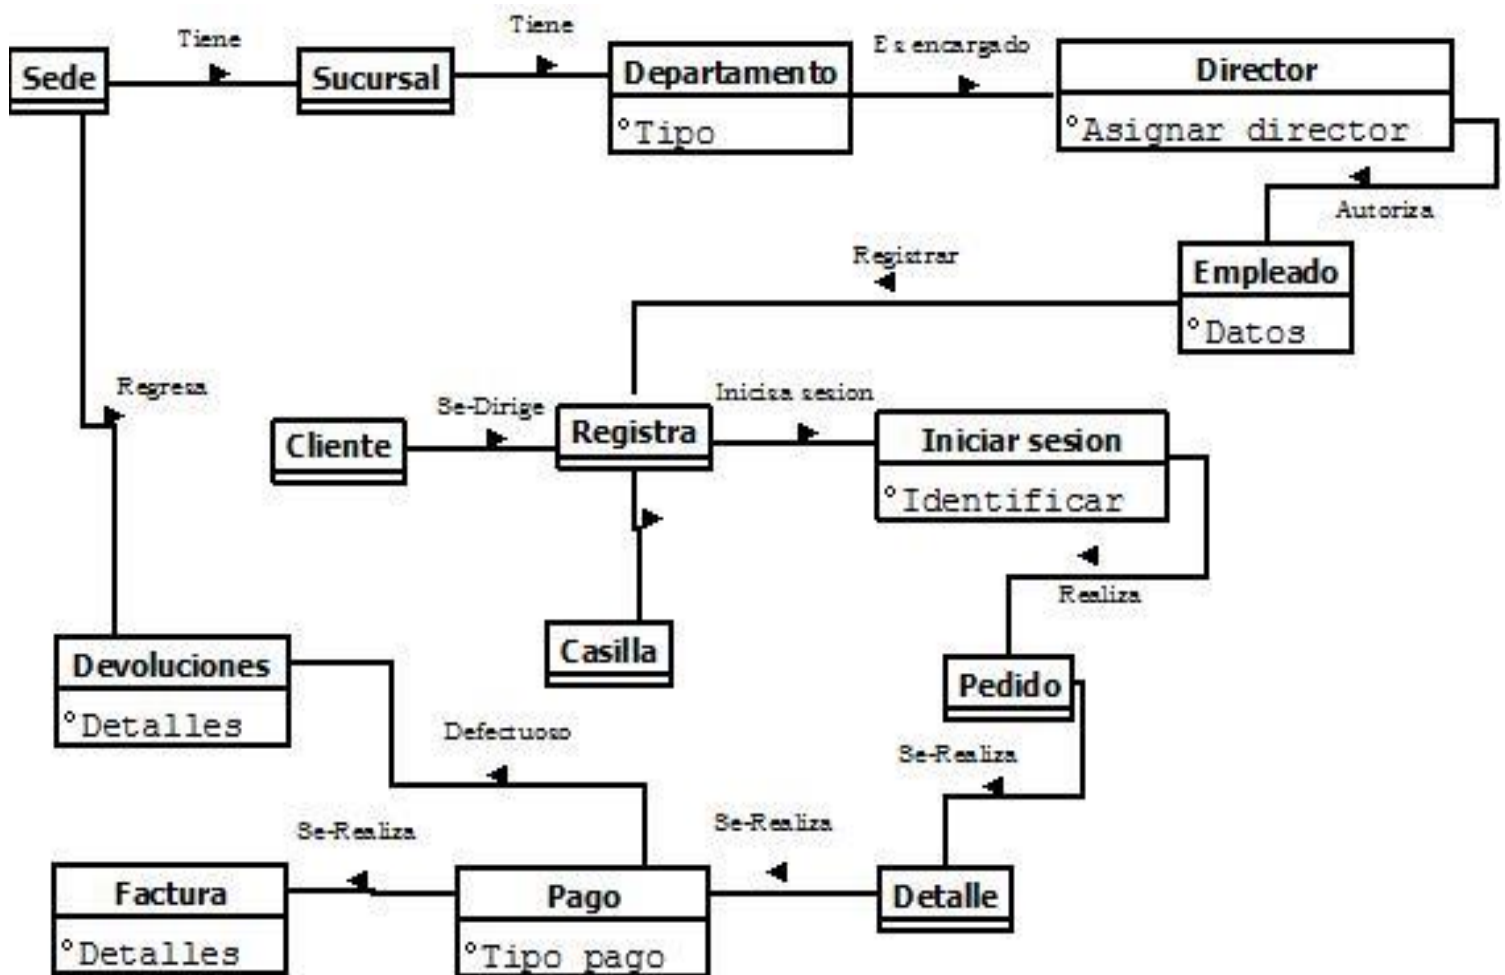 Tiene
Tiene
Es encargado
Sede
Sucursal
Departamento
°Tipo
Director
°Asignar director
Autoriza
Registrar
Empleado
°Datos
Regresa
Se-Dirige
Inicisa sesion
Cliente
Registra
Iniciar sesion
°Identificar
Realiza
Devoluciones
°Detalles
Casilla
Pedido
Defectuoso
Se-Realiza
Se-Realiza
Se-Realiza
Factura
°Detalles
Pago
°Tipo pago
Detalle